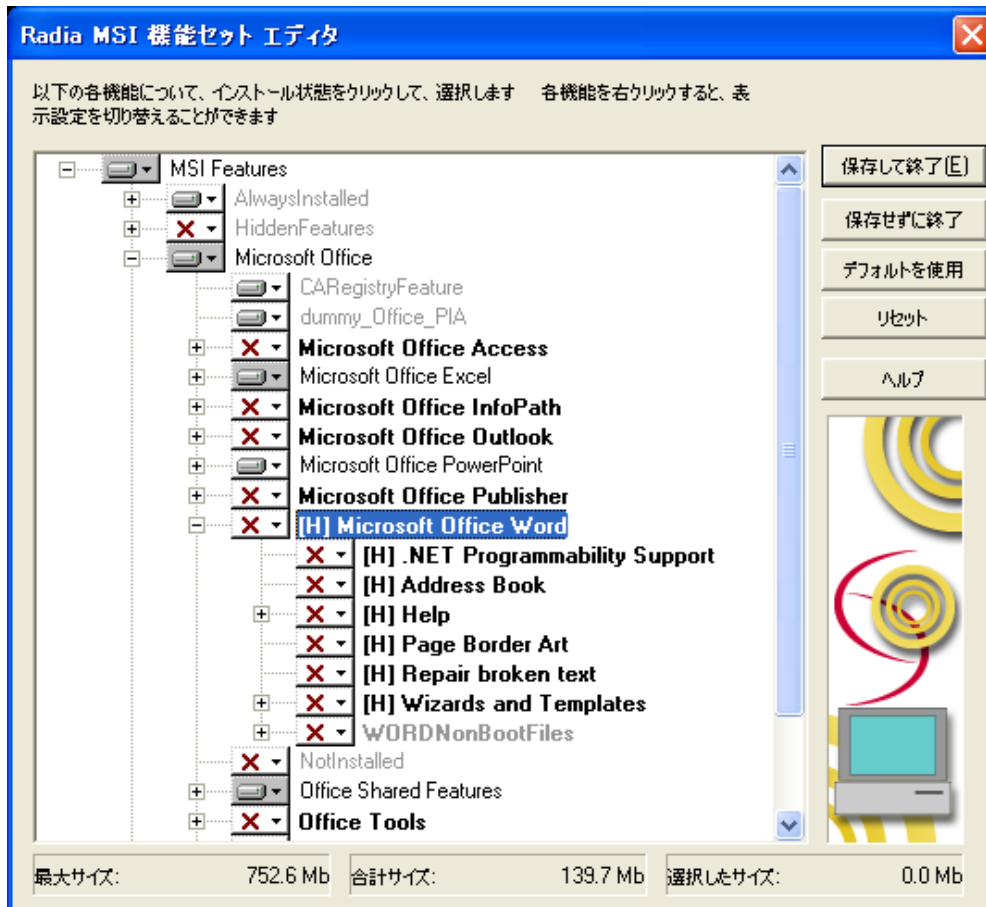 Radia MSI 機能セット エディタ
以下の各機能について、インストール状態をクリックして、選択します 各機能を右クリックすると、表
示設定を切り替えることができます
MSI Features
AlwaysInstalled
HiddenFeatures
Microsoft Office
CARegistryFeature
dummy_Office_PIA
Microsoft Office Access
Microsoft Office Excel
Microsoft Office InfoPath
Microsoft Office Outlook
Microsoft Office PowerPoint
Microsoft Office Publisher
[H] Microsoft Office Word
[H] .NET Programmability Support
[H] Address Book
[H] Help
[H] Page Border Art
[H] Repair broken text
[H] Wizards and Templates
WORDNonBootFiles
NotInstalled
Office Shared Features
Office Tools
保存して終了(E)
保存せずに終了
デフォルトを使用
リセット
ヘルプ
最大サイズ: 752.6 Mb 合計サイズ: 139.7 Mb 選択したサイズ: 0.0 Mb